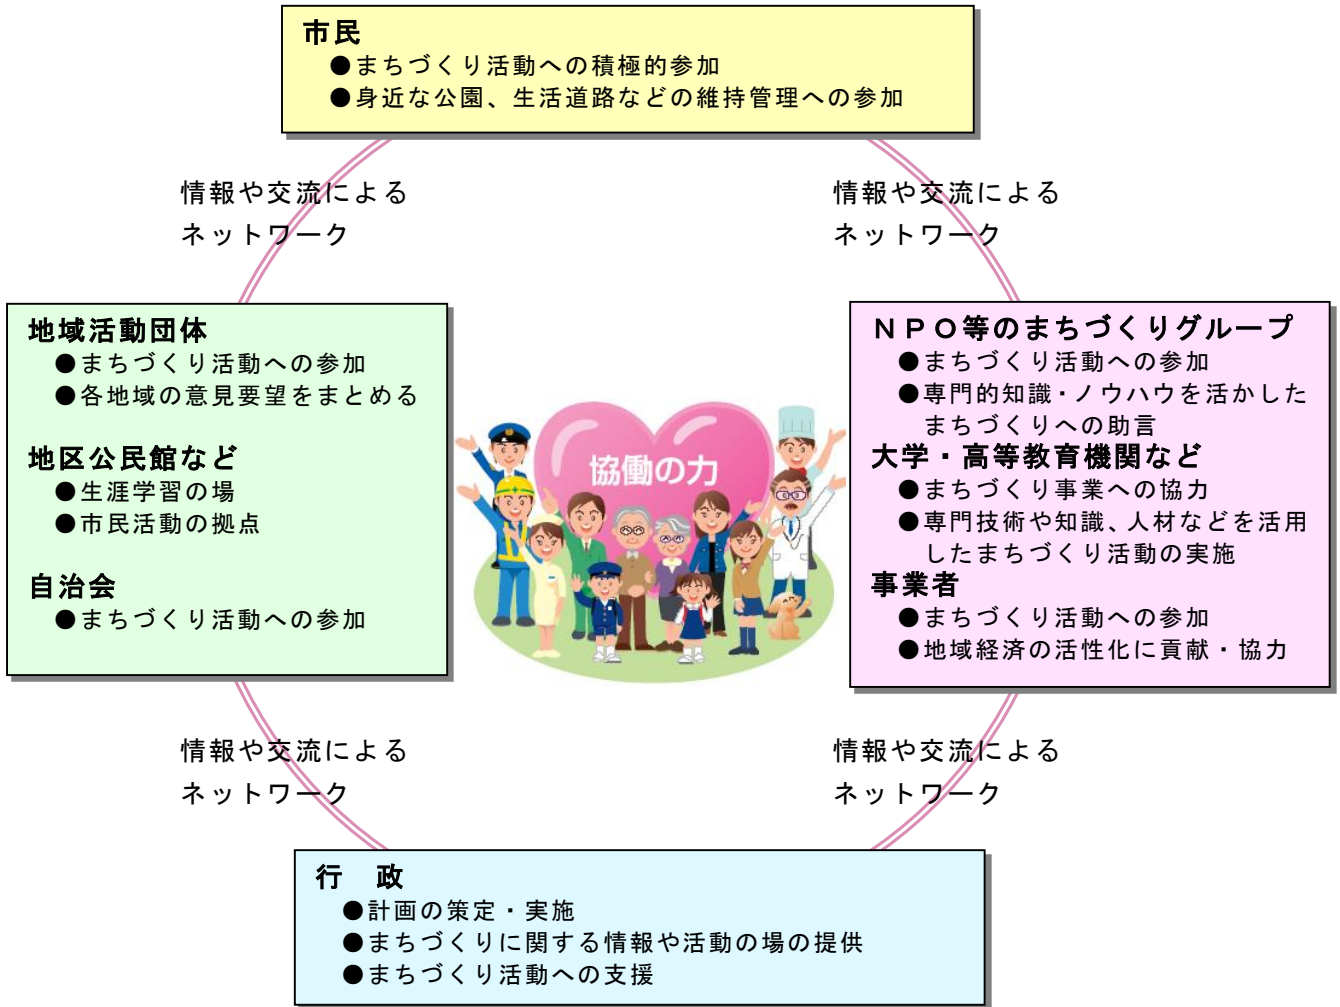 市民
●まちづくり活動への積極的参加
●身近な公園、生活道路などの維持管理への参加
情報や交流による
ネットワーク
情報や交流による
ネットワーク
地域活動団体
●まちづくり活動への参加
●各地域の意見要望をまとめる
地区公民館など
●生涯学習の場
●市民活動の拠点
自治会
●まちづくり活動への参加
協働の力
ＮＰＯ等のまちづくりグループ
●まちづくり活動への参加
●専門的知識・ノウハウを活かした
まちづくりへの助言
大学・高等教育機関など
●まちづくり事業への協力
●専門技術や知識、人材などを活用
したまちづくり活動の実施
事業者
●まちづくり活動への参加
●地域経済の活性化に貢献・協力
情報や交流による
ネットワーク
情報や交流による
ネットワーク
行　政
●計画の策定・実施
●まちづくりに関する情報や活動の場の提供
●まちづくり活動への支援